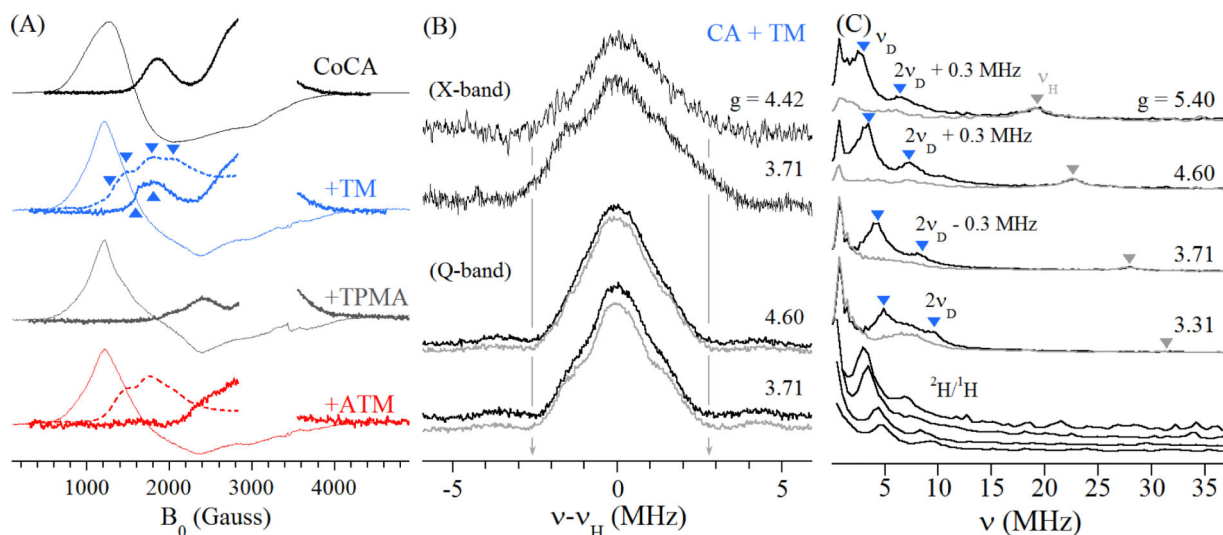 (A)
CoCA
+TM
+TPMA
+ATM
1000 2000 3000 4000
B₀ (Gauss)
(B)
CA + TM
(X-band)
g = 4.42
3.71
(Q-band)
4.60
3.71
-5 0 5
ν-νH (MHz)
(C)
νD
2νD + 0.3 MHz
νH
g = 5.40
2νD + 0.3 MHz
4.60
2νD - 0.3 MHz
3.71
2νD
3.31
²H/¹H
5 10 15 20 25 30 35
ν (MHz)